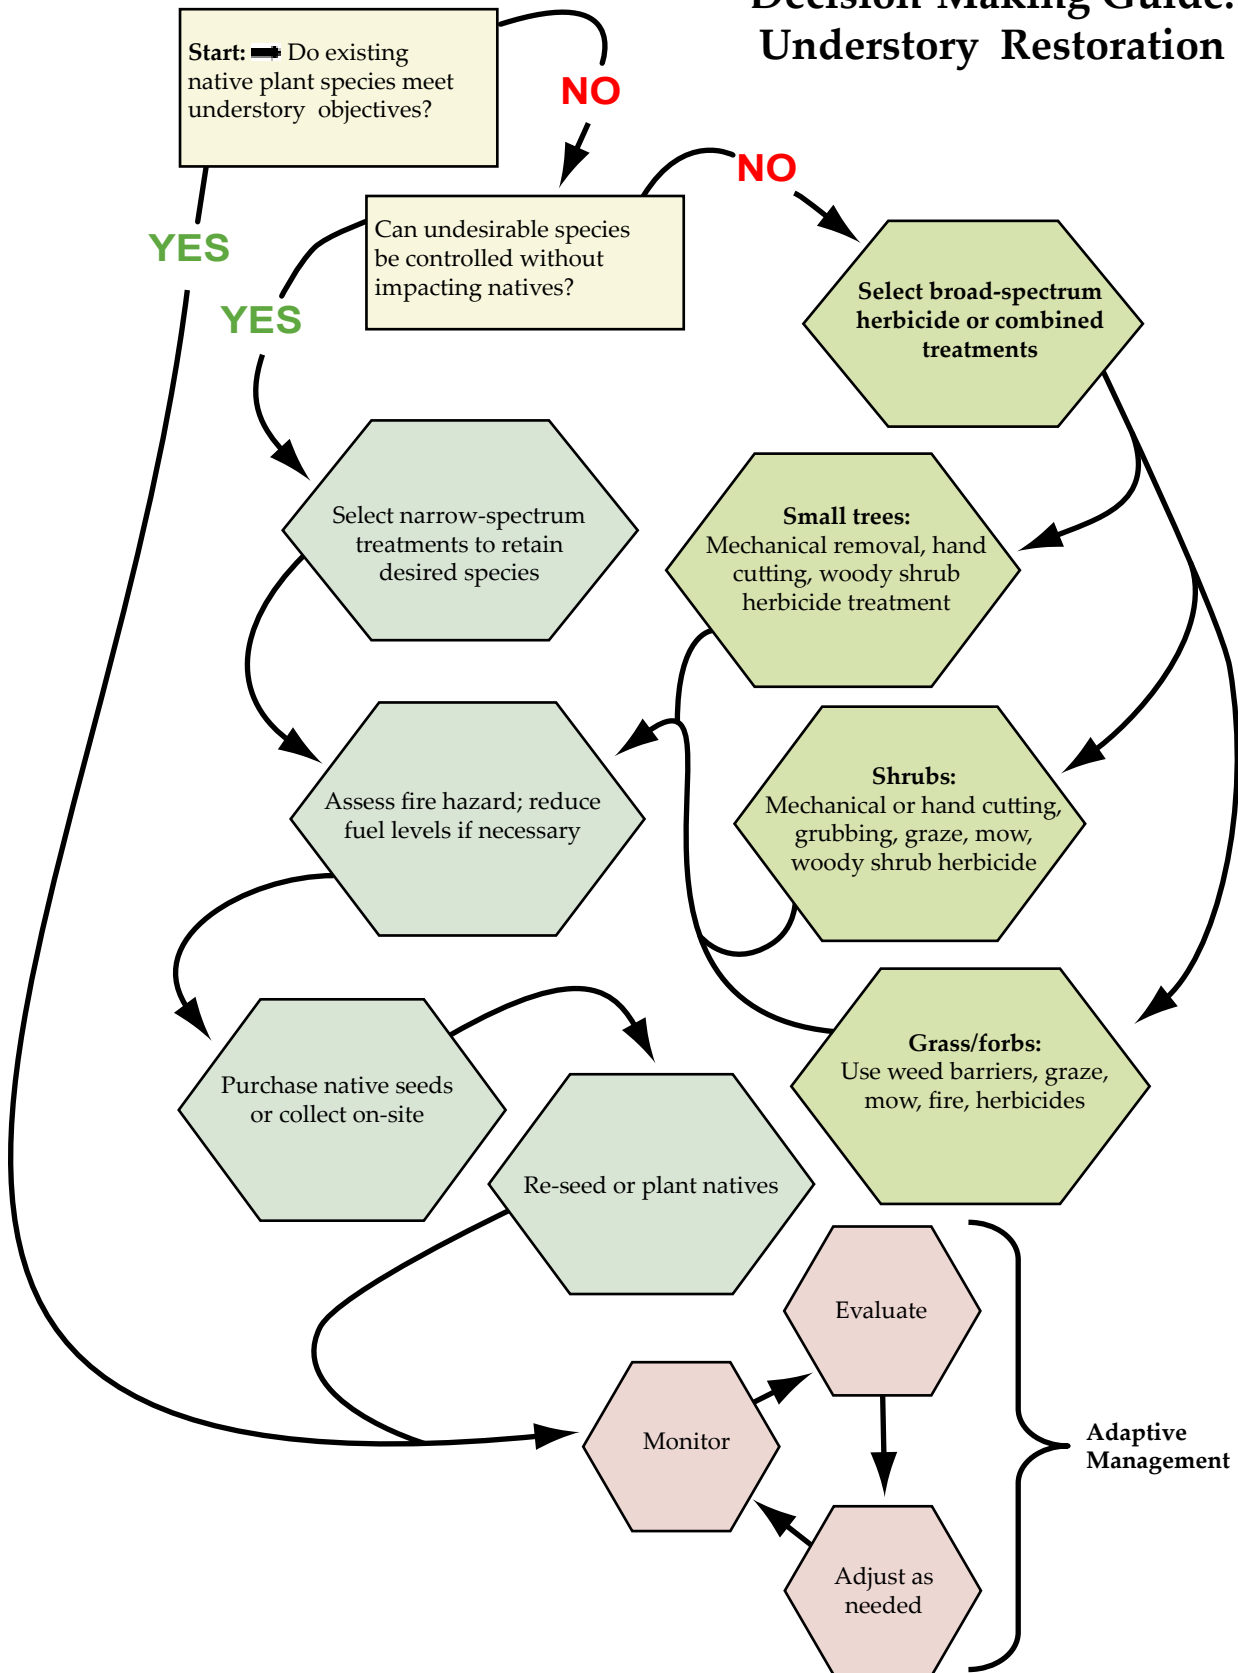 Decision Making Guide:
Understory Restoration
Start: Do existing
native plant species meet
understory objectives?
NO
YES
Can undesirable species
be controlled without
impacting natives?
NO
YES
Select broad-spectrum
herbicide or combined
treatments
Select narrow-spectrum
treatments to retain
desired species
Small trees:
Mechanical removal, hand
cutting, woody shrub
herbicide treatment
Assess fire hazard; reduce
fuel levels if necessary
Shrubs:
Mechanical or hand cutting,
grubbing, graze, mow,
woody shrub herbicide
Grass/forbs:
Use weed barriers, graze,
mow, fire, herbicides
Purchase native seeds
or collect on-site
Re-seed or plant natives
Evaluate
Monitor
Adaptive
Management
Adjust as
needed